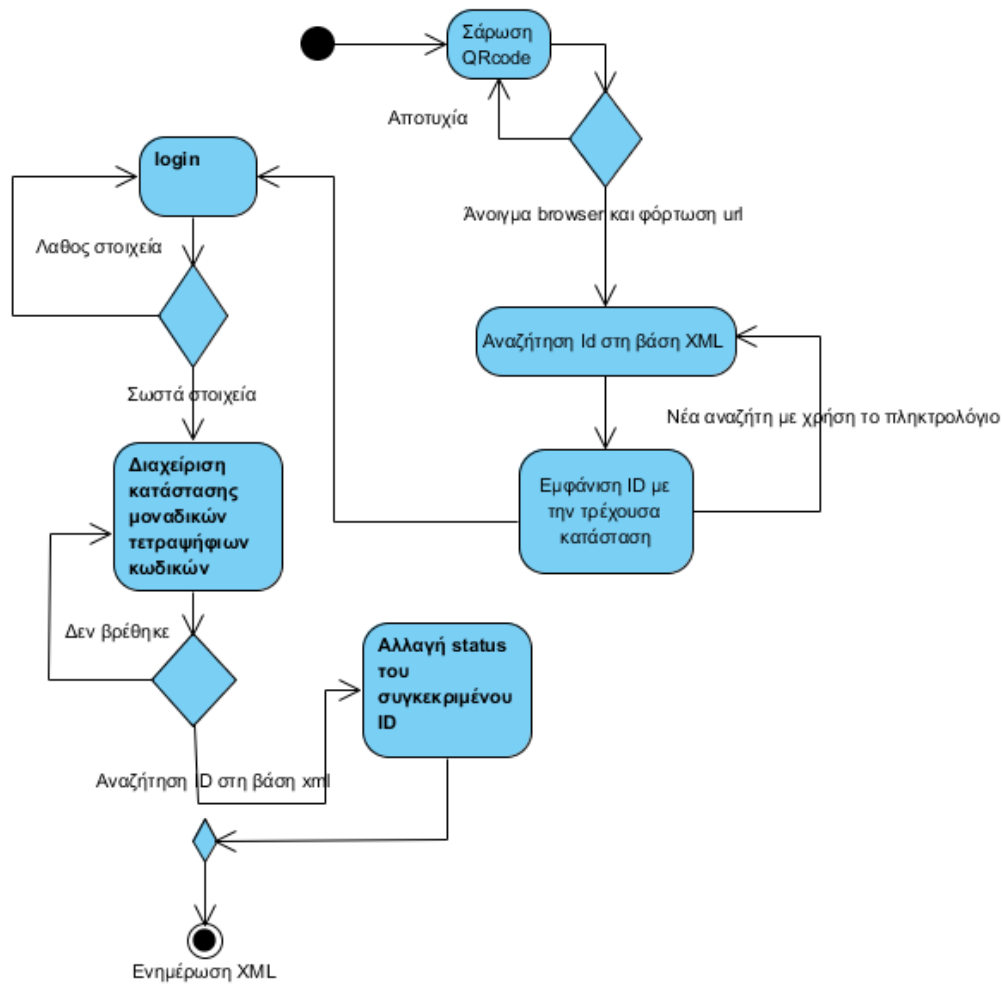 Σάρωση
QRcode
Αποτυχία
login
Άνοιγμα browser και φόρτωση url
Λαθος στοιχεία
Αναζήτηση Id στη βάση XML
Σωστά στοιχεία
Νέα αναζήτη με χρήση το πληκτρολόγιο
Διαχείριση
κατάστασης
μοναδικών
τετραψήφιων
κωδικών
Εμφάνιση ID με
την τρέχουσα
κατάσταση
Δεν βρέθηκε
Αλλαγή status
του
συγκεκριμένου
ID
Αναζήτηση ID στη βάση xml
Ενημέρωση XML